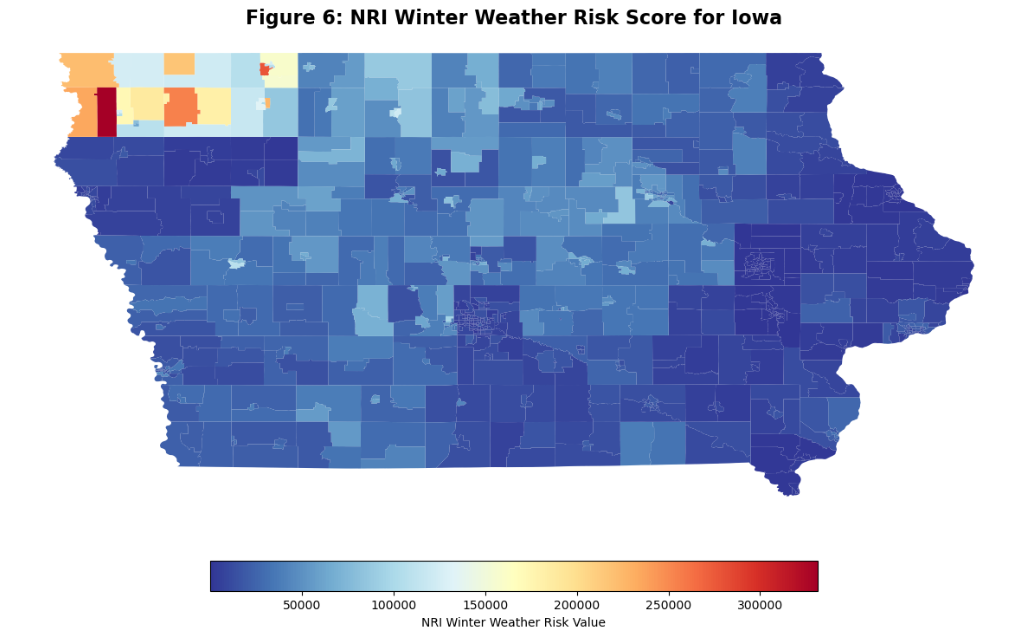 Figure 6: NRI Winter Weather Risk Score for Iowa
50000 100000 150000 200000 250000 300000
NRI Winter Weather Risk Value